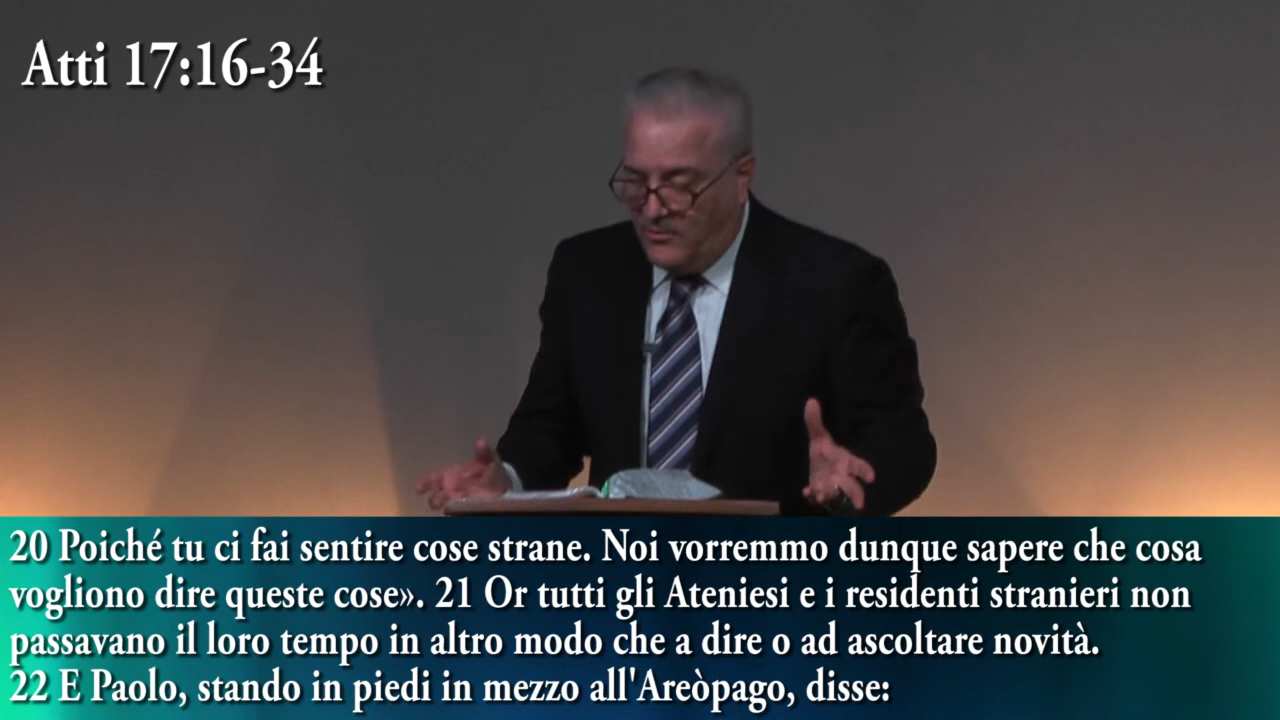 Atti 17:16-34
20 Poiché tu ci fai sentire cose strane. Noi vorremmo dunque sapere che cosa
vogliono dire queste cose». 21 Or tutti gli Ateniesi e i residenti stranieri non
passavano il loro tempo in altro modo che a dire o ad ascoltare novità.
22 E Paolo, stando in piedi in mezzo all'Areòpago, disse: